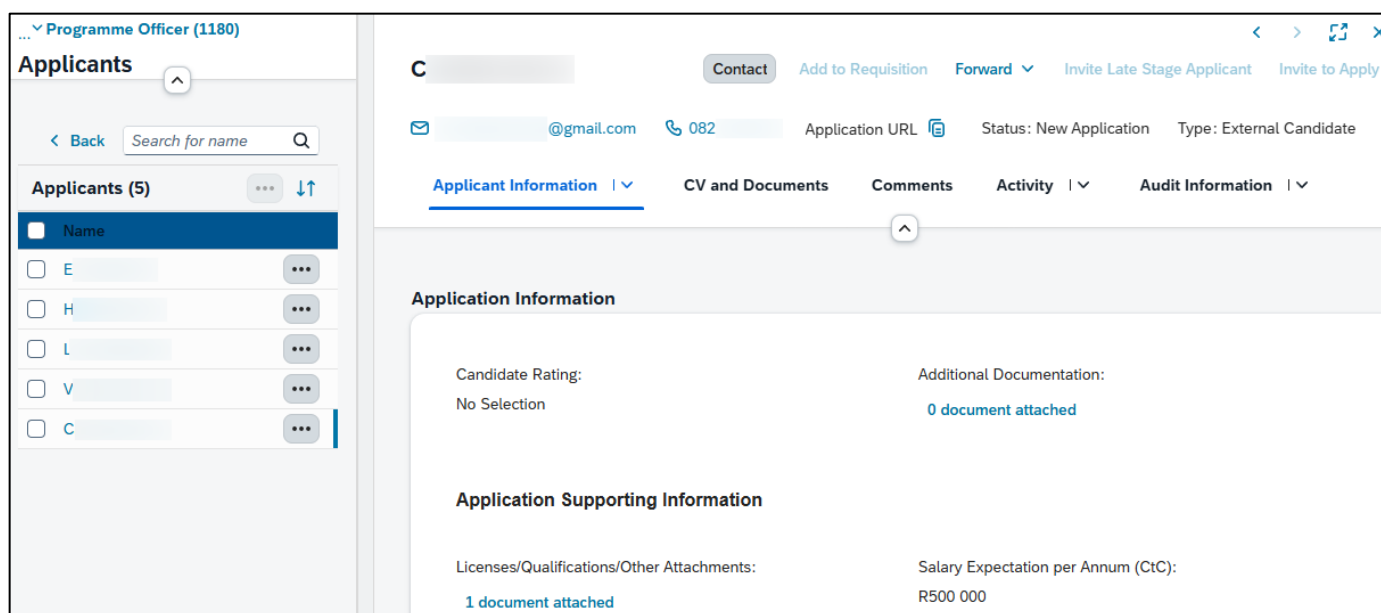 ... Programme Officer (1180)
Applicants
Back Search for name
Applicants (5)
Name
E
H
L
V
C
C
Contact Add to Requisition Forward Invite Late Stage Applicant Invite to Apply
@gmail.com 082 Application URL Status: New Application Type: External Candidate
Applicant Information CV and Documents Comments Activity Audit Information
Application Information
Candidate Rating: Additional Documentation:
No Selection 0 document attached
Application Supporting Information
Licenses/Qualifications/Other Attachments: Salary Expectation per Annum (CtC):
1 document attached R500 000